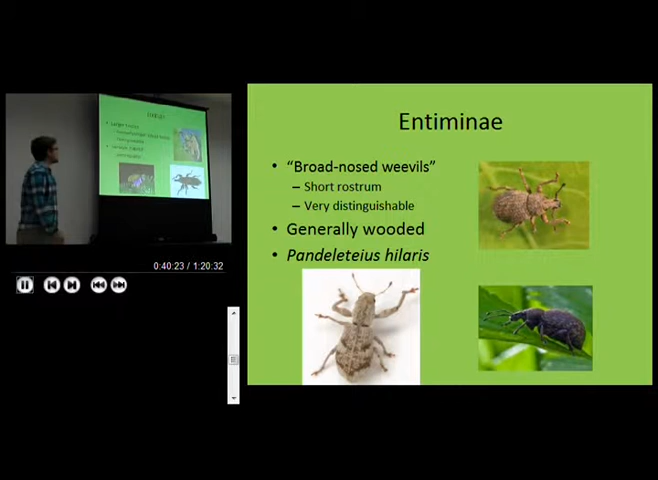 Entiminae
• "Broad-nosed weevils"
– Short rostrum
– Very distinguishable
• Generally wooded
• Pandeleteius hilaris
0:40:23 / 1:20:32